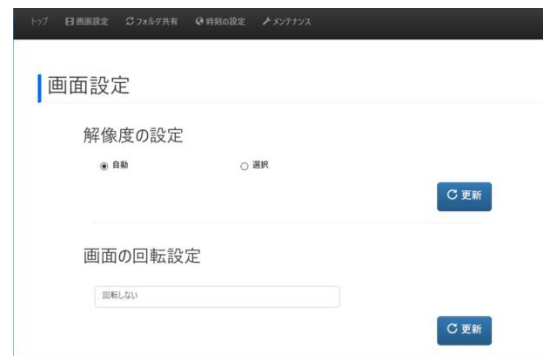 トップ 画面設定 フォルダ共有 時刻の設定 メンテナンス
画面設定
解像度の設定
自動 選択
更新
画面の回転設定
回転しない
更新